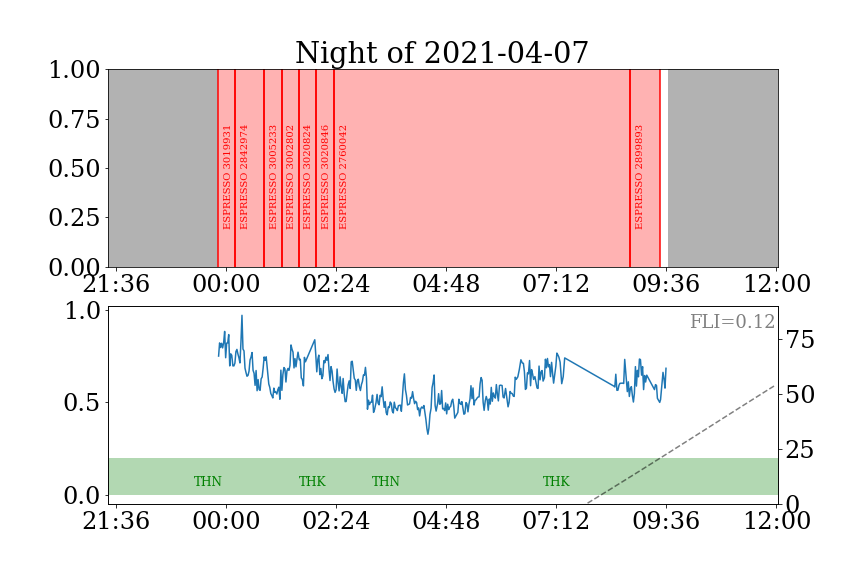 Night of 2021-04-07
1.00
0.75
0.50
0.25
0.00
ESPRESSO 3019931
ESPRESSO 2842974
ESPRESSO 3005233
ESPRESSO 3002802
ESPRESSO 3020824
ESPRESSO 3020846
ESPRESSO 2760042
ESPRESSO 2899893
21:36 00:00 02:24 04:48 07:12 09:36 12:00
1.0
0.5
0.0
FLI=0.12
75
50
25
0
THN THK THN THK
21:36 00:00 02:24 04:48 07:12 09:36 12:00